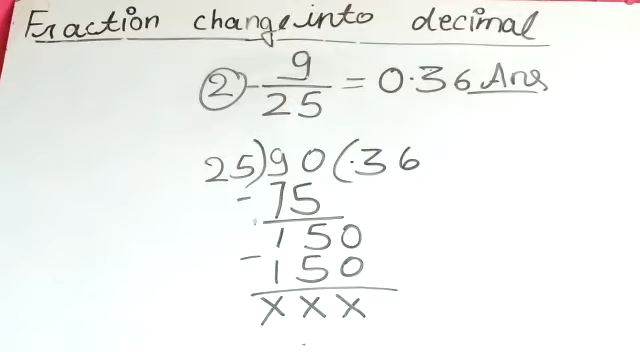 Fraction change into decimal
② 9/25 = 0.36 Ans
25)90(.36
- 75
150
- 150
XXX